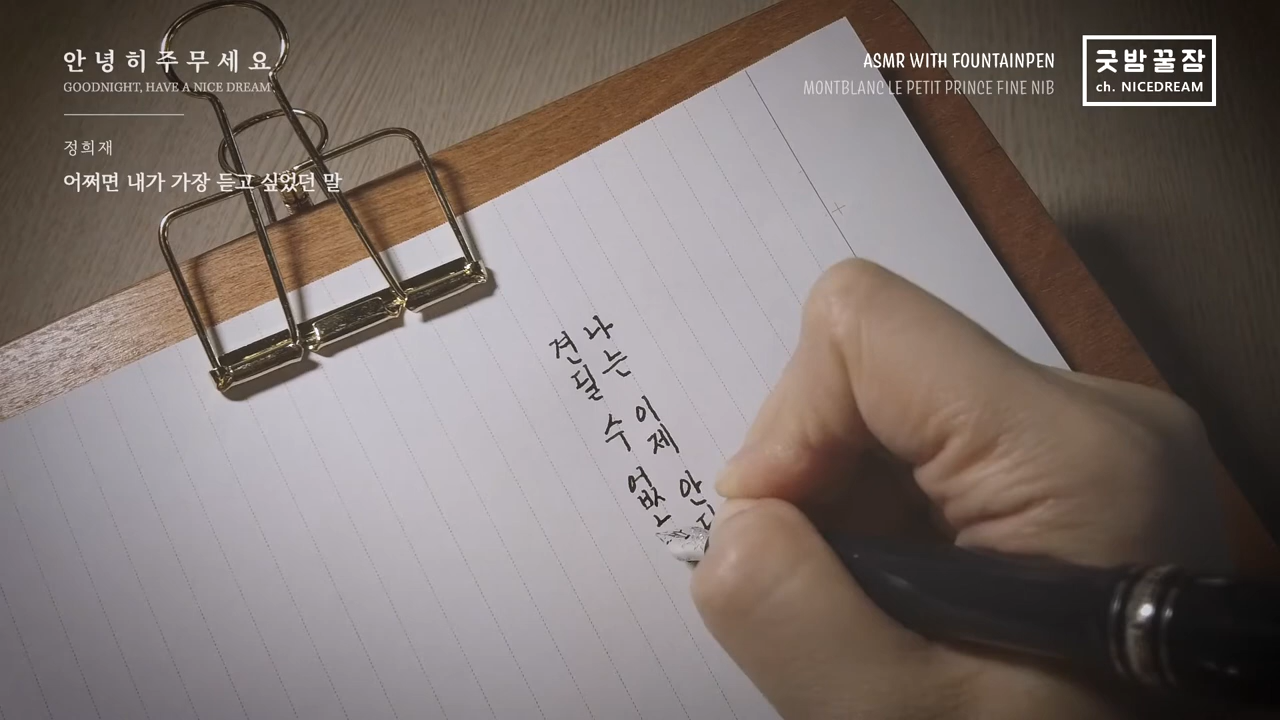 안녕히주무세요
GOODNIGHT, HAVE A NICE DREAM.
정희재
어쩌면 내가 가장 듣고 싶었던 말
ASMR WITH FOUNTAINPEN
MONTBLANC LE PETIT PRINCE FINE NIB
굿밤꿀잠
ch. NICEDREAM
나는 이제 안다
견딜 수 없